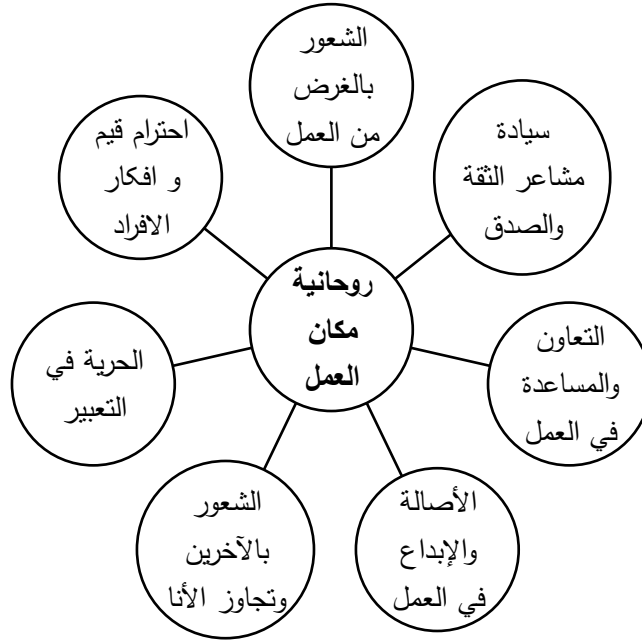 الشعور
بالغرض
من العمل
سيادة
مشاعر الثقة
والصدق
التعاون
والمساعدة
في العمل
الأصالة
والإبداع
في العمل
الشعور
بالآخرين
وتجاوز الأنا
الحرية في
التعبير
احترام قيم
و افكار
الافراد
روحانية
مكان
العمل